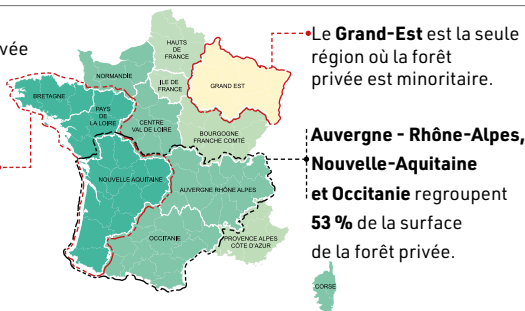 vée
HAUTS
DE
FRANCE
NORMANDIE
ILE DE
FRANCE
GRAND EST
BRETAGNE
PAYS
DE
LA LOIRE
CENTRE
VAL DE LOIRE
BOURGOGNE
FRANCHE COMTÉ
NOUVELLE AQUITAINE
AUVERGNE RHÔNE ALPES
OCCITANIE
PROVENCE ALPES
CÔTE D'AZUR
CORSE
Le Grand-Est est la seule
région où la forêt
privée est minoritaire.
Auvergne - Rhône-Alpes,
Nouvelle-Aquitaine
et Occitanie regroupent
53 % de la surface
de la forêt privée.